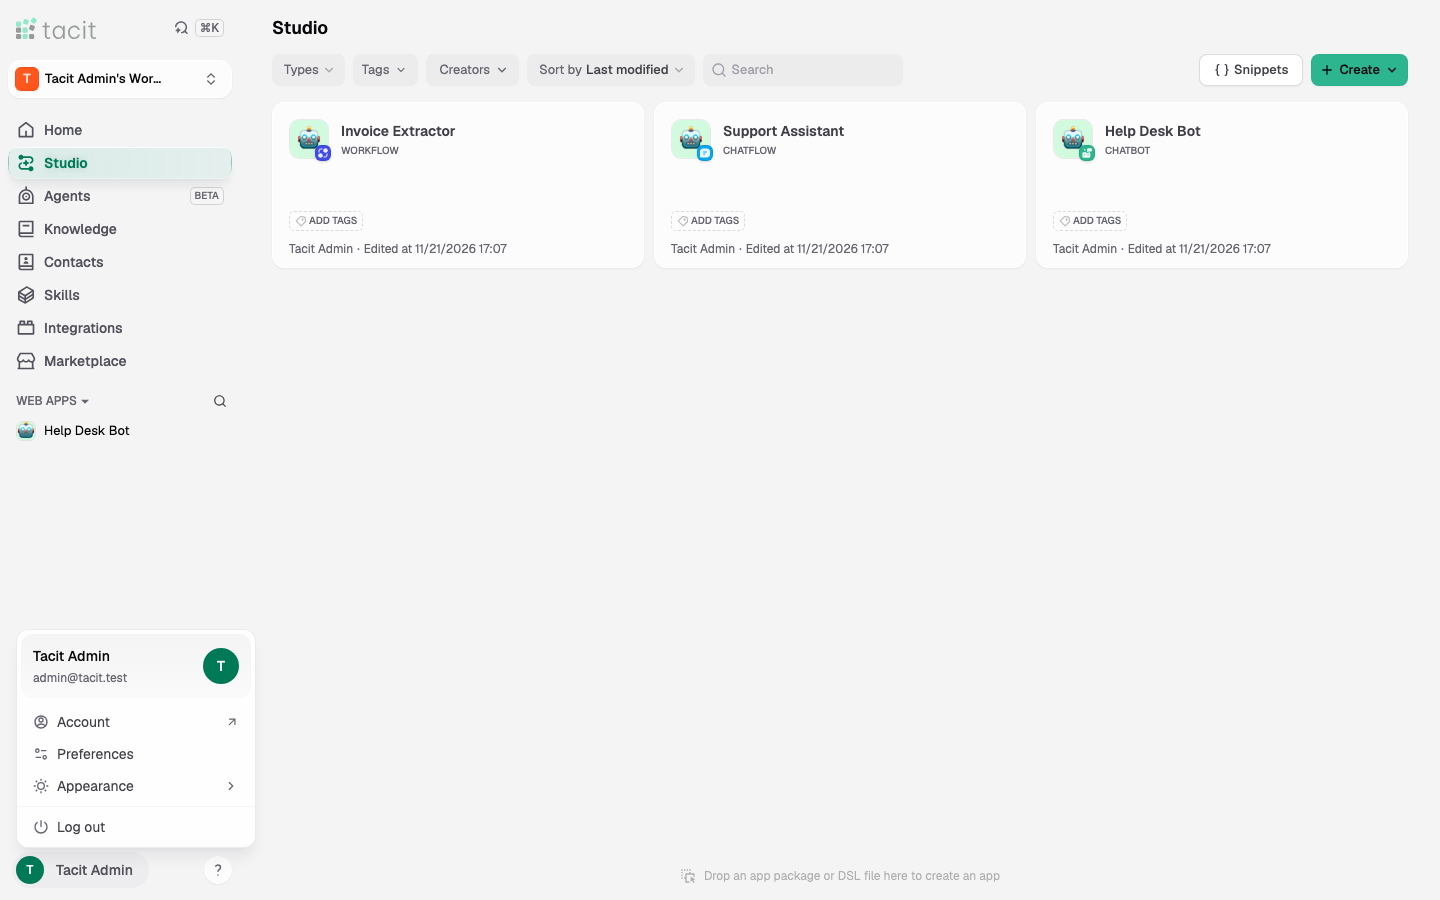 tacit
⌘K
T
Tacit Admin's Wor...
Home
Studio
Agents
BETA
Knowledge
Contacts
Skills
Integrations
Marketplace
WEB APPS
Help Desk Bot
Tacit Admin
admin@tacit.test
T
Account
Preferences
Appearance
Log out
T
Tacit Admin
?
Studio
Types
Tags
Creators
Sort by Last modified
Search
{ } Snippets
+ Create
Invoice Extractor
WORKFLOW
ADD TAGS
Tacit Admin · Edited at 11/21/2026 17:07
Support Assistant
CHATFLOW
ADD TAGS
Tacit Admin · Edited at 11/21/2026 17:07
Help Desk Bot
CHATBOT
ADD TAGS
Tacit Admin · Edited at 11/21/2026 17:07
Drop an app package or DSL file here to create an app